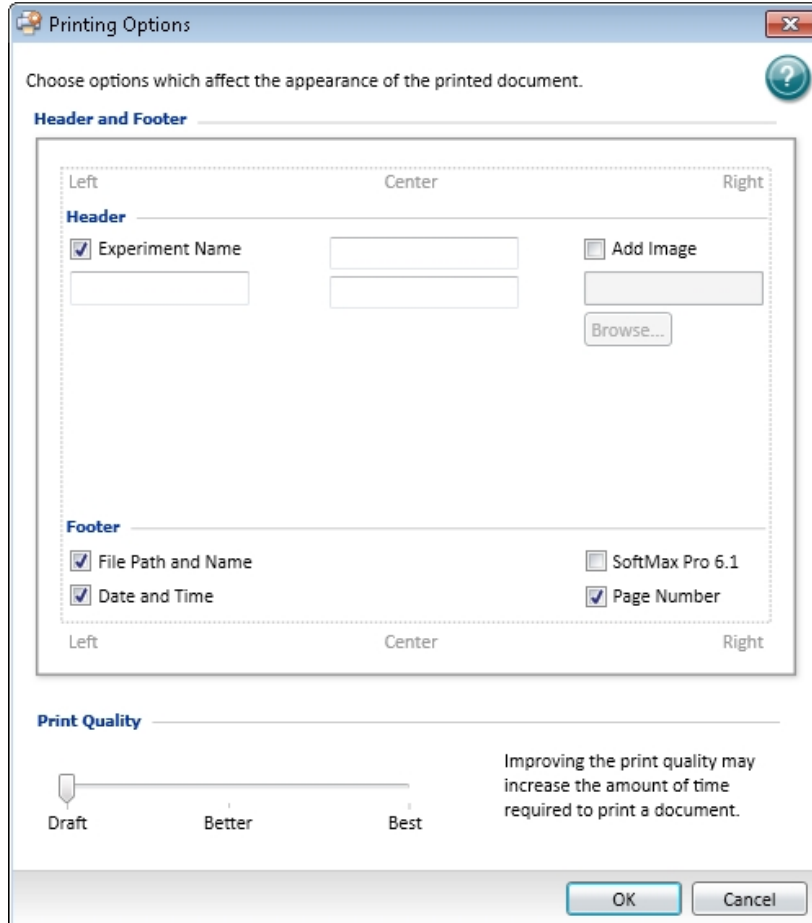 Printing Options
Choose options which affect the appearance of the printed document.
?
Header and Footer
Left Center Right
Header
Experiment Name Add Image
Browse...
Footer
File Path and Name SoftMax Pro 6.1
Date and Time Page Number
Left Center Right
Print Quality
Improving the print quality may
increase the amount of time
required to print a document.
Draft Better Best
OK Cancel